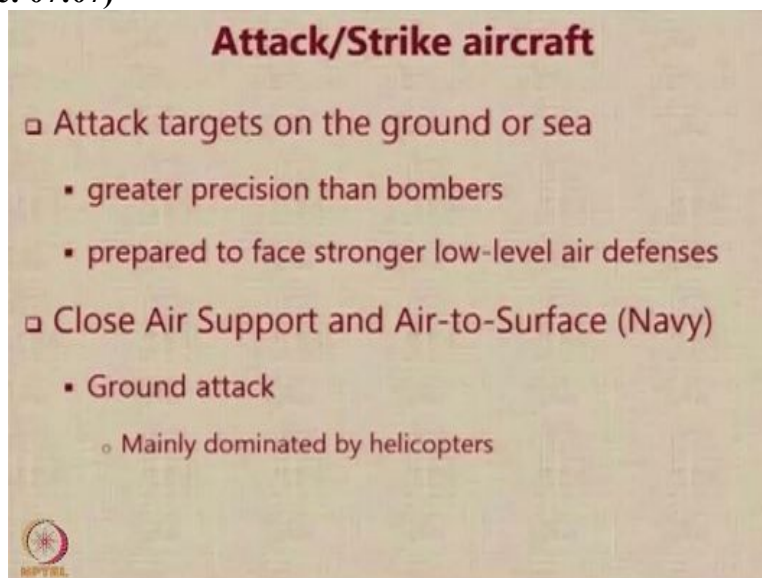 Attack/Strike aircraft
Attack targets on the ground or sea
greater precision than bombers
prepared to face stronger low-level air defenses
Close Air Support and Air-to-Surface (Navy)
Ground attack
Mainly dominated by helicopters
NPTEL